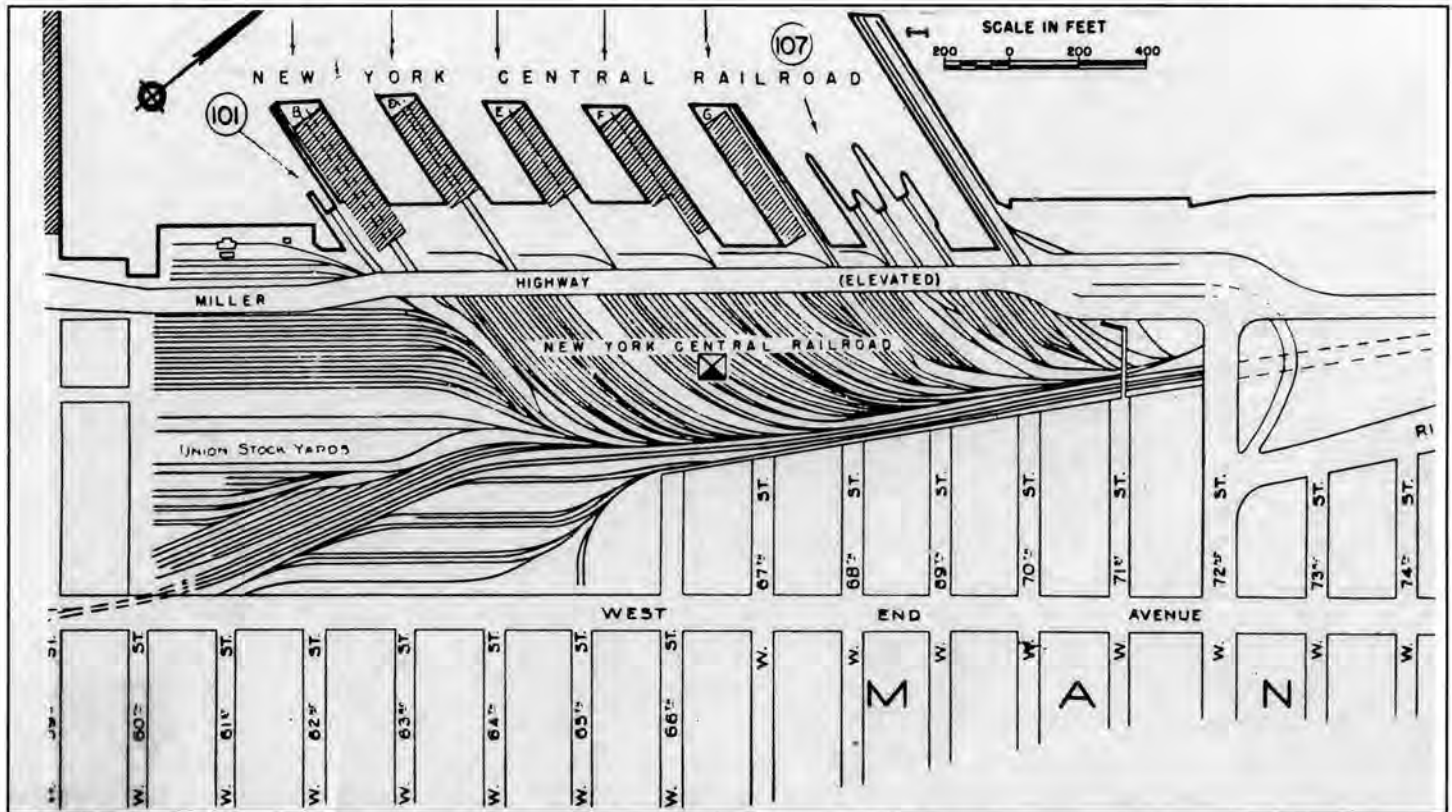 SCALE IN FEET
200 0 200 400
107
NEW YORK CENTRAL RAILROAD
101
B
D
E
F
G
MILLER HIGHWAY (ELEVATED)
NEW YORK CENTRAL RAILROAD
UNION STOCK YARDS
W. 67TH ST.
W. 68TH ST.
W. 69TH ST.
W. 70TH ST.
W. 71ST ST.
W. 72ND ST.
W. 73RD ST.
W. 74TH ST.
WEST END AVENUE
W. 60TH ST.
W. 61ST ST.
W. 62ND ST.
W. 63RD ST.
W. 64TH ST.
W. 65TH ST.
W. 66TH ST.
M A N